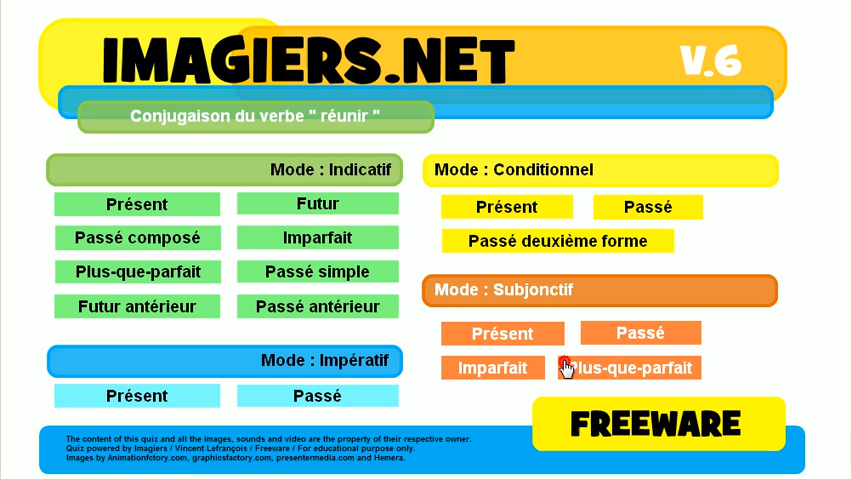 IMAGIERS.NET
V.6
Conjugaison du verbe " réunir "
Mode : Indicatif
Présent
Futur
Passé composé
Imparfait
Plus-que-parfait
Passé simple
Futur antérieur
Passé antérieur
Mode : Impératif
Présent
Passé
Mode : Conditionnel
Présent
Passé
Passé deuxième forme
Mode : Subjonctif
Présent
Passé
Imparfait
Plus-que-parfait
FREEWARE
The content of this quiz and all the images, sounds and video are the property of their respective owner.
Quiz powered by Imagiers / Vincent Lefrançois / Freeware / For educational purpose only.
Images by Animationfctory.com, graphicsfactory.com, presentermedia.com and Hemera.